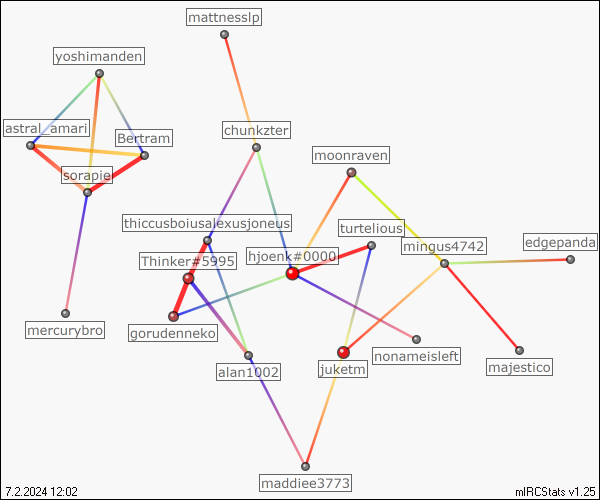 mattnesslp
yoshimanden
astral_amari
Bertram
chunkzter
moonraven
sorapie
thiccusboiusalexusjoneus
turtelious
mingus4742
edgepanda
Thinker#5995
hjoenk#0000
mercurybro
gorudenneko
nonameisleft
alan1002
juketm
majestico
maddiee3773
7.2.2024 12:02
mIRCStats v1.25